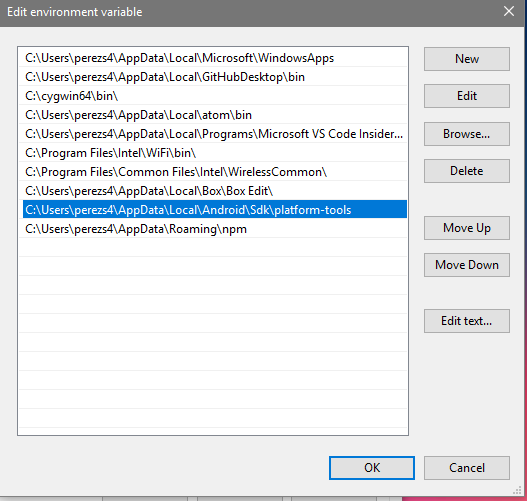 Edit environment variable
C:\Users\perezs4\AppData\Local\Microsoft\WindowsApps
C:\Users\perezs4\AppData\Local\GitHubDesktop\bin
C:\cygwin64\bin\
C:\Users\perezs4\AppData\Local\atom\bin
C:\Users\perezs4\AppData\Local\Programs\Microsoft VS Code Insider...
C:\Program Files\Intel\WiFi\bin\
C:\Program Files\Common Files\Intel\WirelessCommon\
C:\Users\perezs4\AppData\Local\Box\Box Edit\
C:\Users\perezs4\AppData\Local\Android\Sdk\platform-tools
C:\Users\perezs4\AppData\Roaming\npm
New
Edit
Browse...
Delete
Move Up
Move Down
Edit text...
OK
Cancel